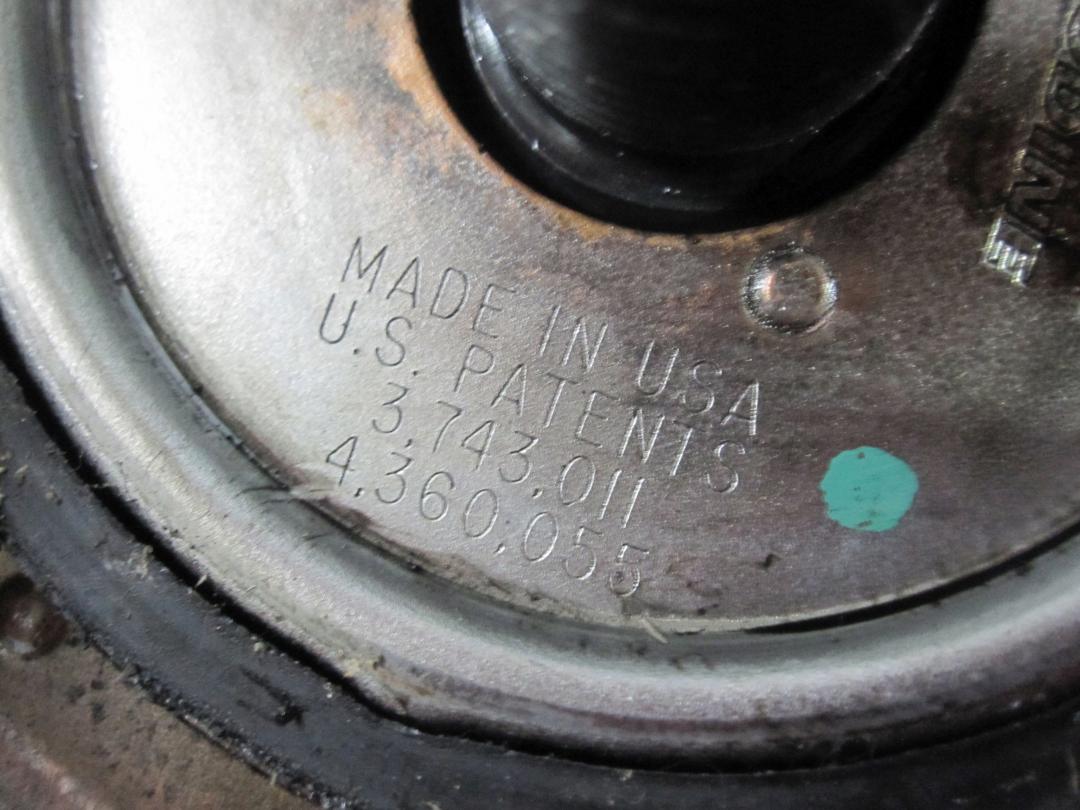 MADE IN USA
U.S. PATENTS
3,743,011
4,360,055